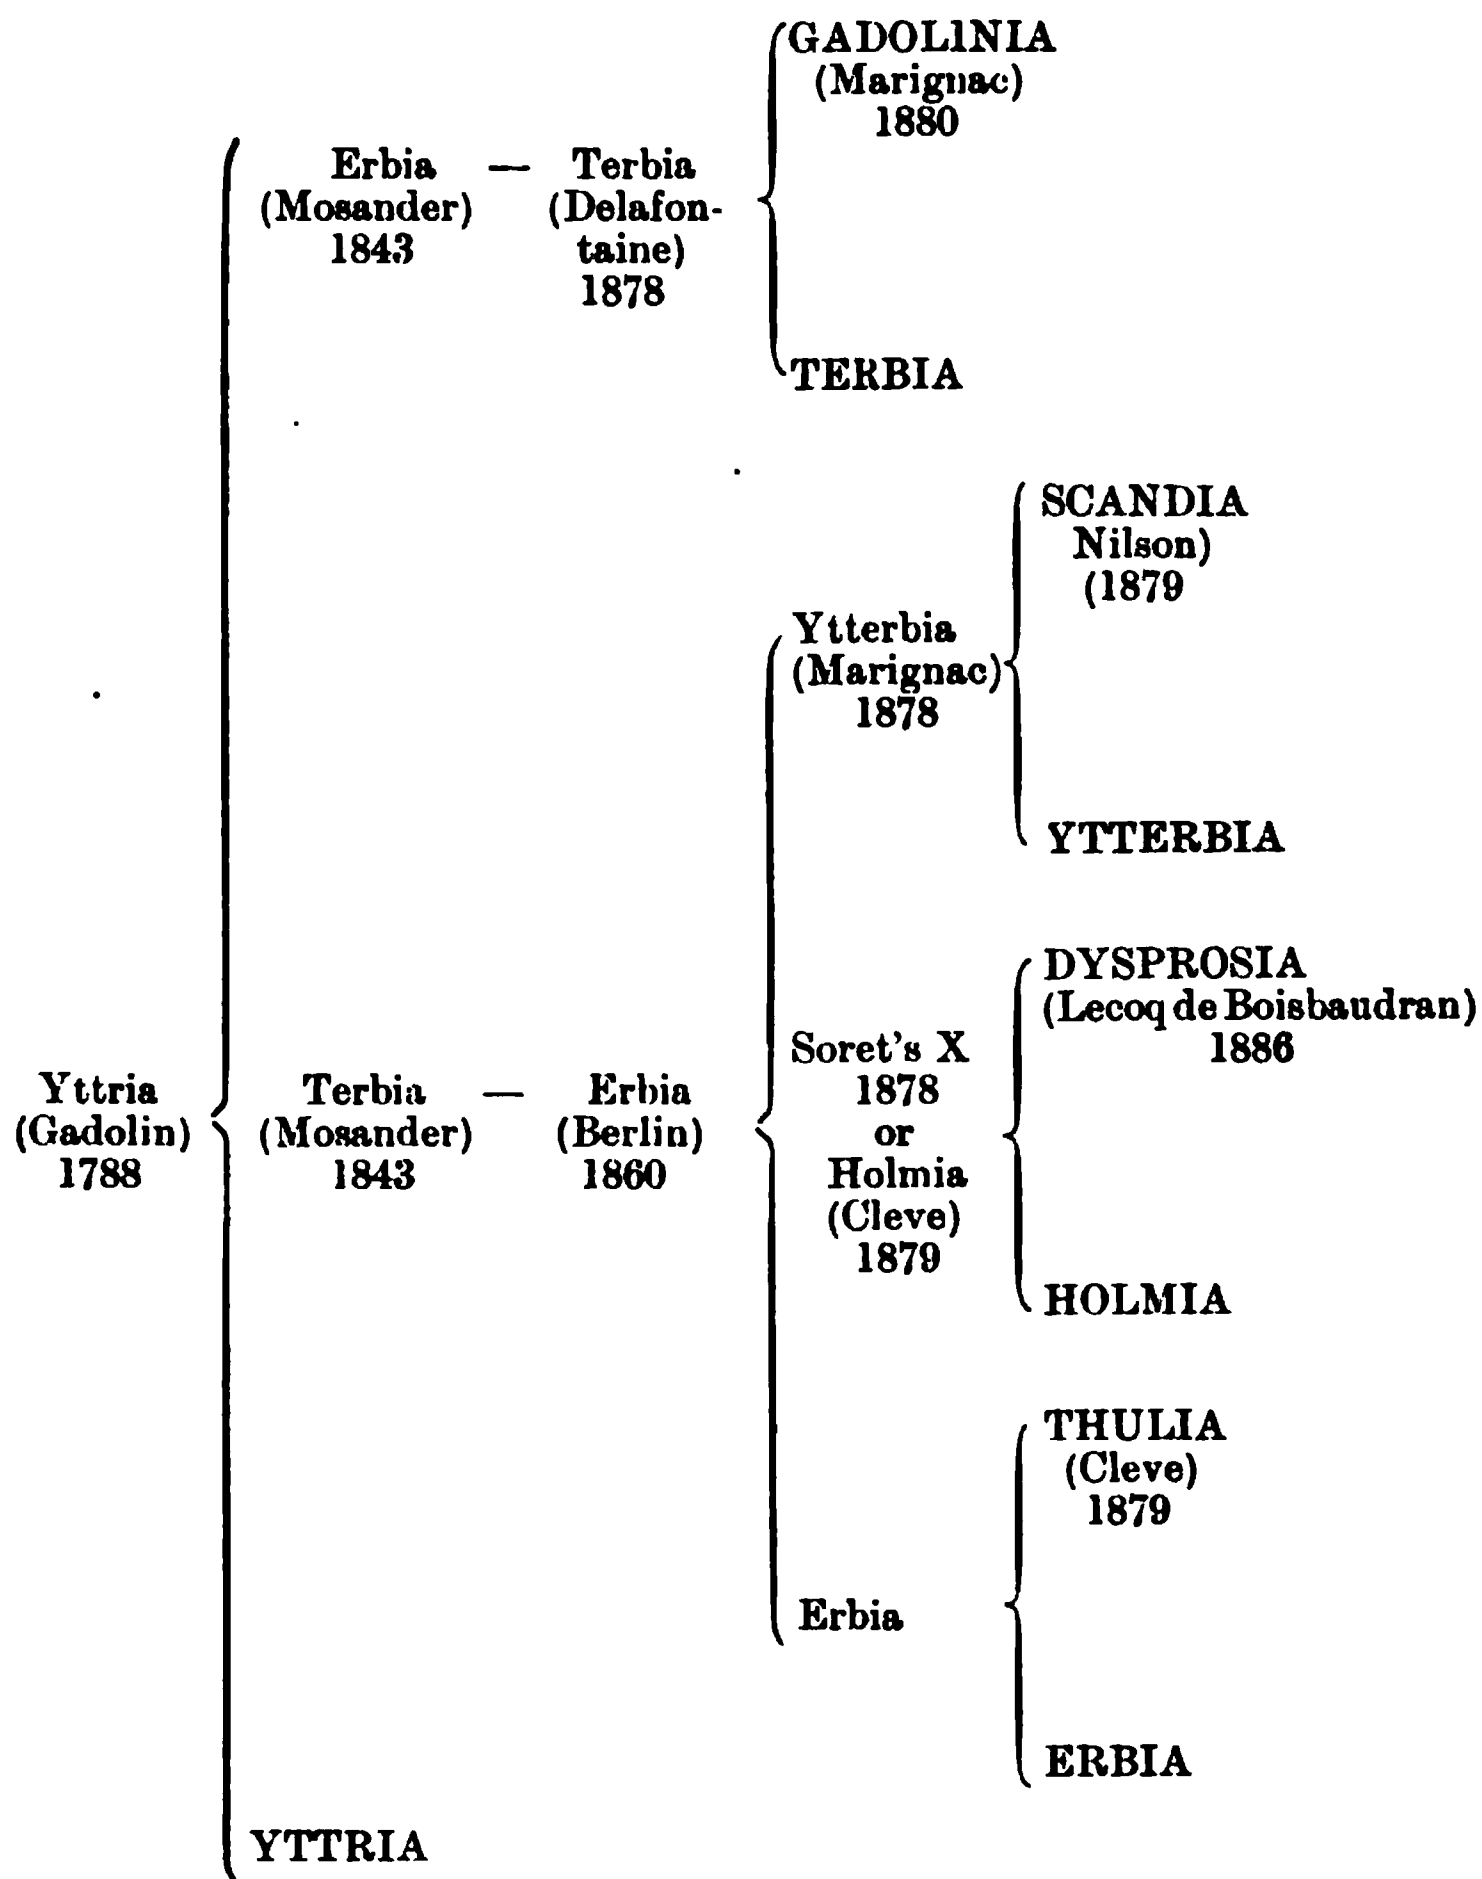 GADOLINIA
(Marignac)
1880
Erbia — Terbia
(Mosander) (Delafon-
1843 taine)
1878
TERBIA
SCANDIA
Nilson)
(1879
Ytterbia
(Marignac)
1878
YTTERBIA
DYSPROSIA
(Lecoq de Boisbaudran)
1886
Soret's X
1878
or
Holmia
(Cleve)
1879
Yttria
(Gadolin)
1788
Terbia — Erbia
(Mosander) (Berlin)
1843 1860
HOLMIA
THULIA
(Cleve)
1879
Erbia
ERBIA
YTTRIA